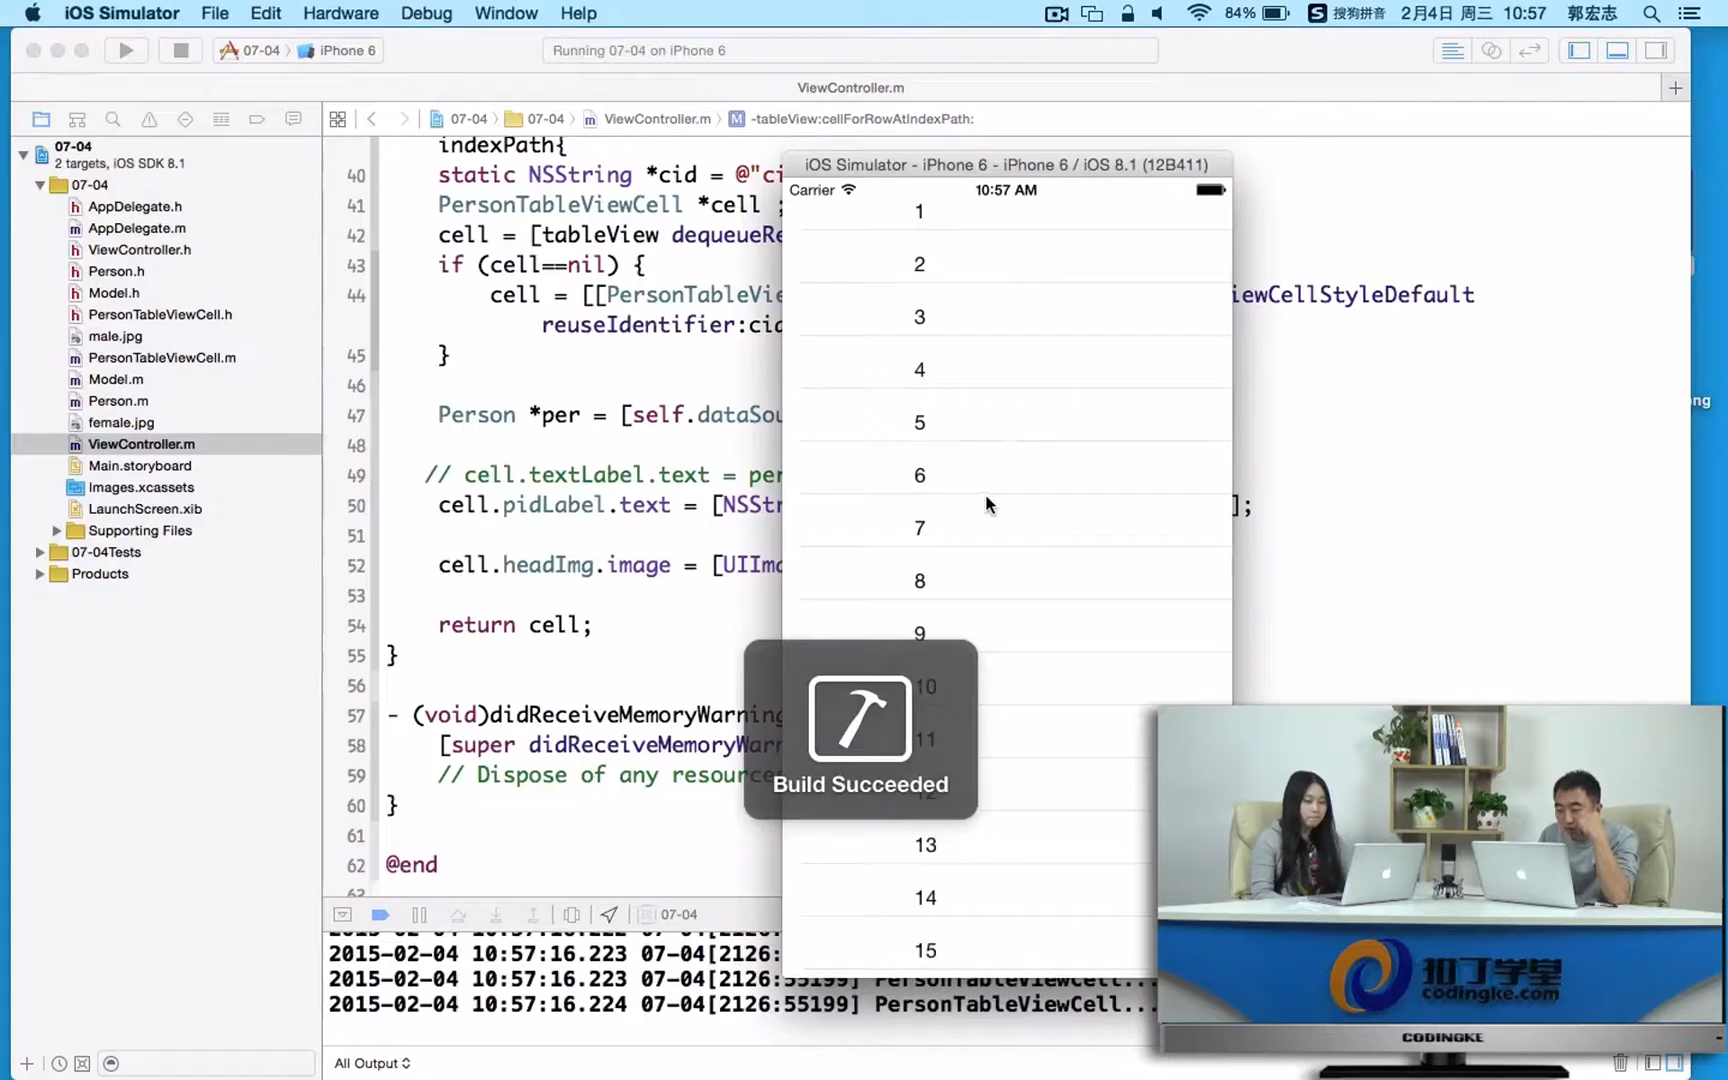 iOS Simulator File Edit Hardware Debug Window Help 84% 搜狗拼音 2月4日 周三 10:57 郭宏志
07-04 iPhone 6 Running 07-04 on iPhone 6
ViewController.m
07-04 07-04 ViewController.m -tableView:cellForRowAtIndexPath:
07-04
2 targets, iOS SDK 8.1
07-04
AppDelegate.h
AppDelegate.m
ViewController.h
Person.h
Model.h
PersonTableViewCell.h
male.jpg
PersonTableViewCell.m
Model.m
Person.m
female.jpg
ViewController.m
Main.storyboard
Images.xcassets
LaunchScreen.xib
Supporting Files
07-04Tests
Products
indexPath{
40 static NSString *cid = @"ci
41 PersonTableViewCell *cell ;
42 cell = [tableView dequeueRe
43 if (cell==nil) {
44 cell = [[PersonTableVie iewCellStyleDefault
reuseIdentifier:cid
45 }
46
47 Person *per = [self.dataSou
48
49 // cell.textLabel.text = per
50 cell.pidLabel.text = [NSStr ];
51
52 cell.headImg.image = [UIIma
53
54 return cell;
55 }
56
57 - (void)didReceiveMemoryWarning
58 [super didReceiveMemoryWarn
59 // Dispose of any resource
60 }
61
62 @end
63
iOS Simulator - iPhone 6 - iPhone 6 / iOS 8.1 (12B411)
Carrier 10:57 AM
1
2
3
4
5
6
7
8
9
10
11
12
13
14
15
Build Succeeded
ong
07-04
2015-02-04 10:57:16.223 07-04[2126:55199] PersonTableViewCell...
2015-02-04 10:57:16.223 07-04[2126:55199] PersonTableViewCell...
2015-02-04 10:57:16.224 07-04[2126:55199] PersonTableViewCell...
All Output
扣丁学堂
codingke.com
CODINGKE